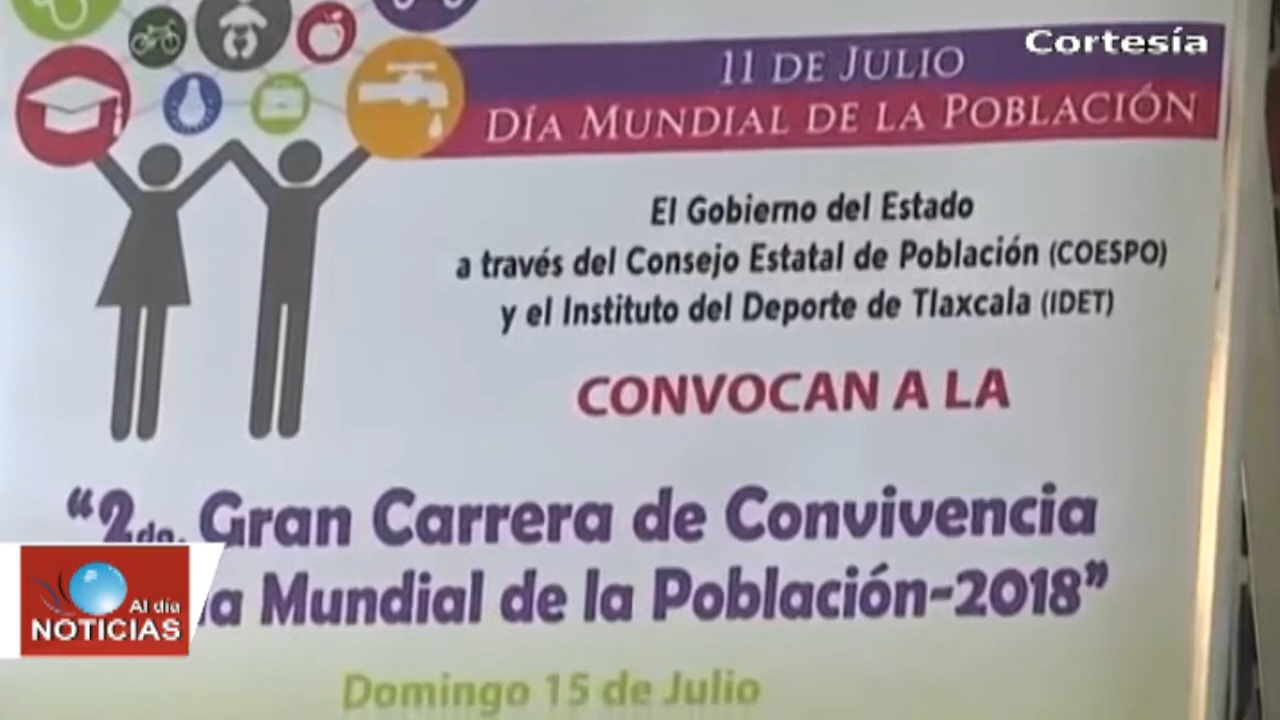 Cortesía
11 DE JULIO
DÍA MUNDIAL DE LA POBLACIÓN
El Gobierno del Estado
a través del Consejo Estatal de Población (COESPO)
y el Instituto del Deporte de Tlaxcala (IDET)
CONVOCAN A LA
“2da. Gran Carrera de Convivencia
Mundial de la Población-2018”
Al día
NOTICIAS
Domingo 15 de Julio